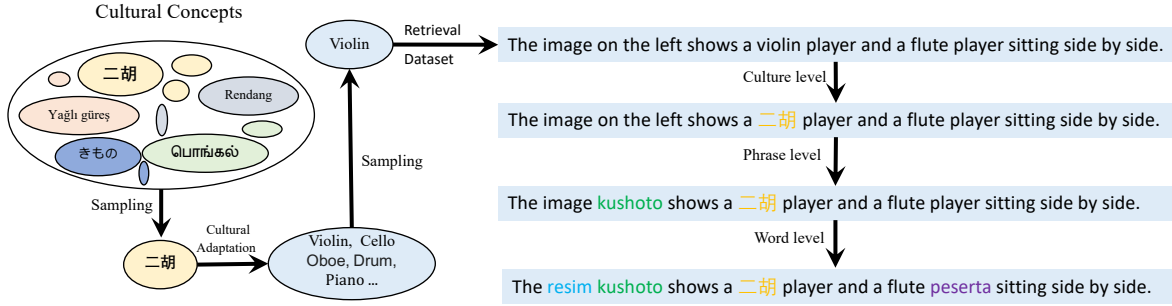 Cultural Concepts
二胡
Rendang
Yağlı güreş
きもの
பொங்கல்
Sampling
二胡
Cultural
Adaptation
Violin, Cello
Oboe, Drum,
Piano ...
Sampling
Violin
Retrieval
Dataset
The image on the left shows a violin player and a flute player sitting side by side.
Culture level
The image on the left shows a 二胡 player and a flute player sitting side by side.
Phrase level
The image kushoto shows a 二胡 player and a flute player sitting side by side.
Word level
The resim kushoto shows a 二胡 player and a flute peserta sitting side by side.